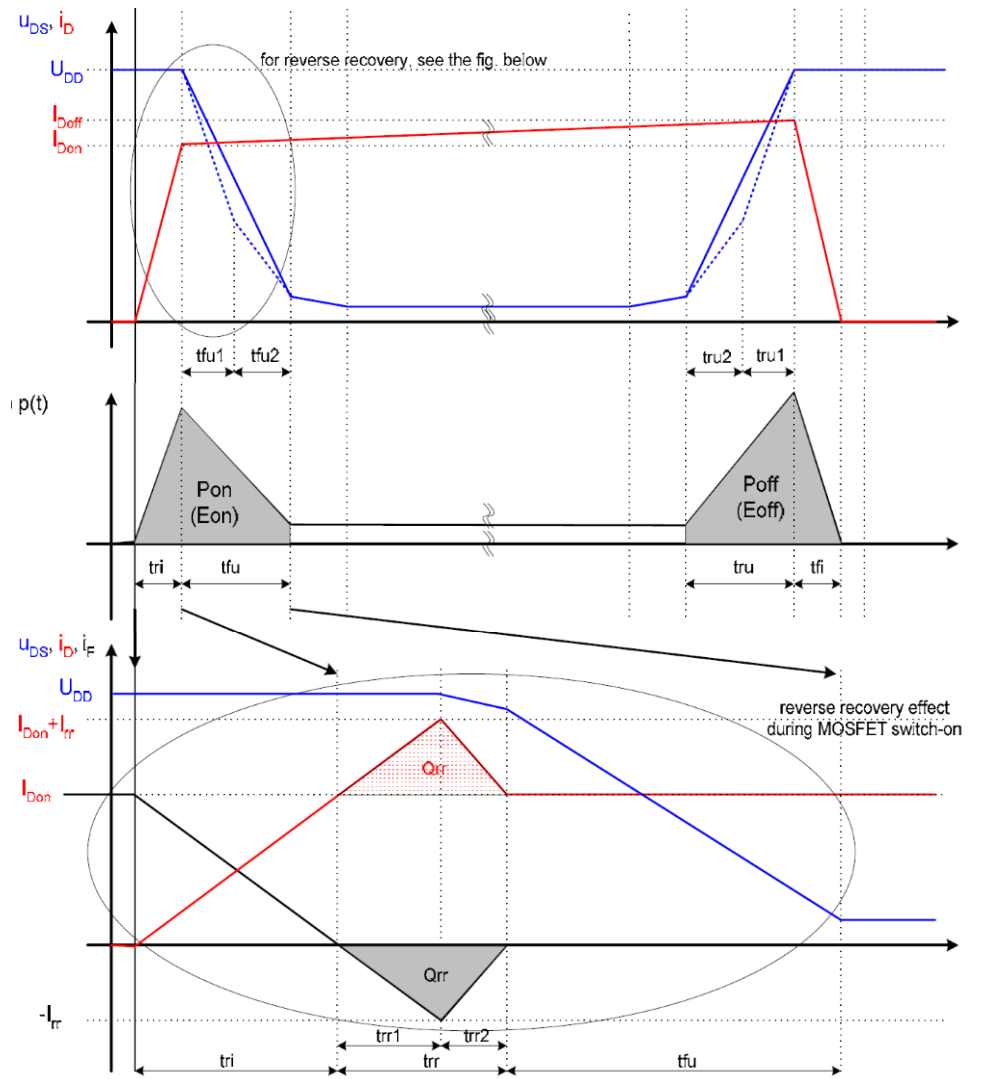 uDS, iD
for reverse recovery, see the fig. below
UDD
IDoff
IDon
tfu1 tfu2 tru2 tru1
p(t)
Pon
(Eon)
Poff
(Eoff)
tri tfu tru tfi
uDS, iD, iF
UDD
reverse recovery effect
during MOSFET switch-on
IDon+Irr
Qrr
IDon
Qrr
-Irr
trr1 trr2
tri trr tfu